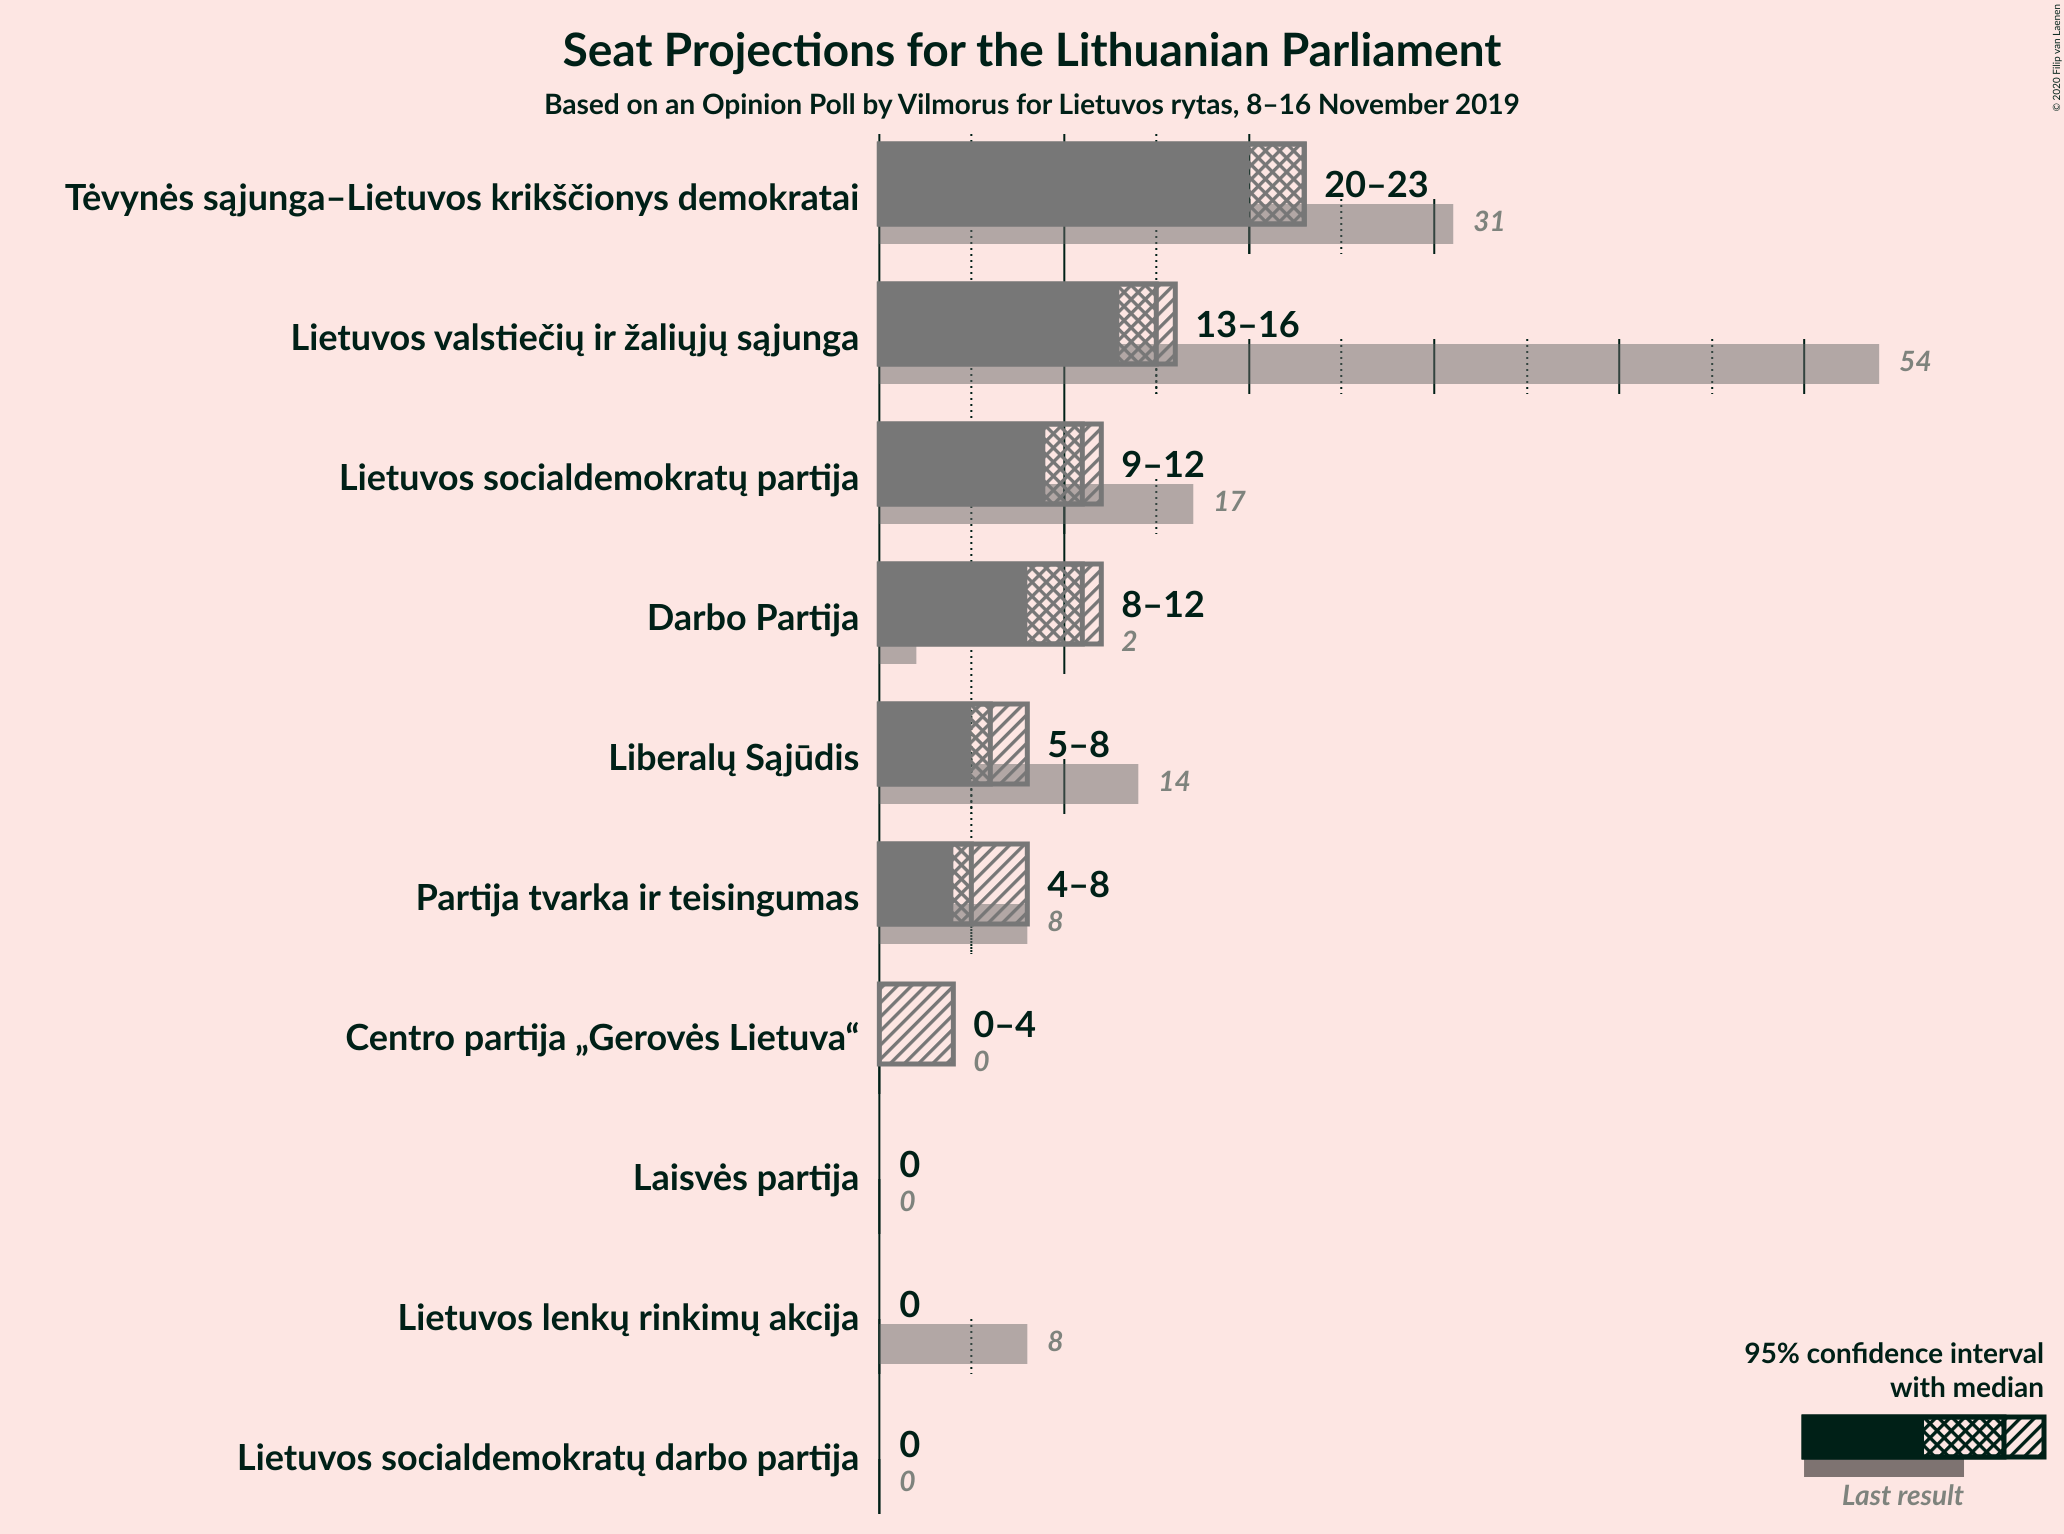 Seat Projections for the Lithuanian Parliament
Based on an Opinion Poll by Vilmorus for Lietuvos rytas, 8–16 November 2019
© 2020 Filip van Laenen
Tėvynės sąjunga–Lietuvos krikščionys demokratai
20–23
31
Lietuvos valstiečių ir žaliųjų sąjunga
13–16
54
Lietuvos socialdemokratų partija
9–12
17
Darbo Partija
8–12
2
Liberalų Sąjūdis
5–8
14
Partija tvarka ir teisingumas
4–8
8
Centro partija „Gerovės Lietuva“
0–4
0
Laisvės partija
0
0
Lietuvos lenkų rinkimų akcija
0
8
Lietuvos socialdemokratų darbo partija
0
0
95% confidence interval
with median
Last result